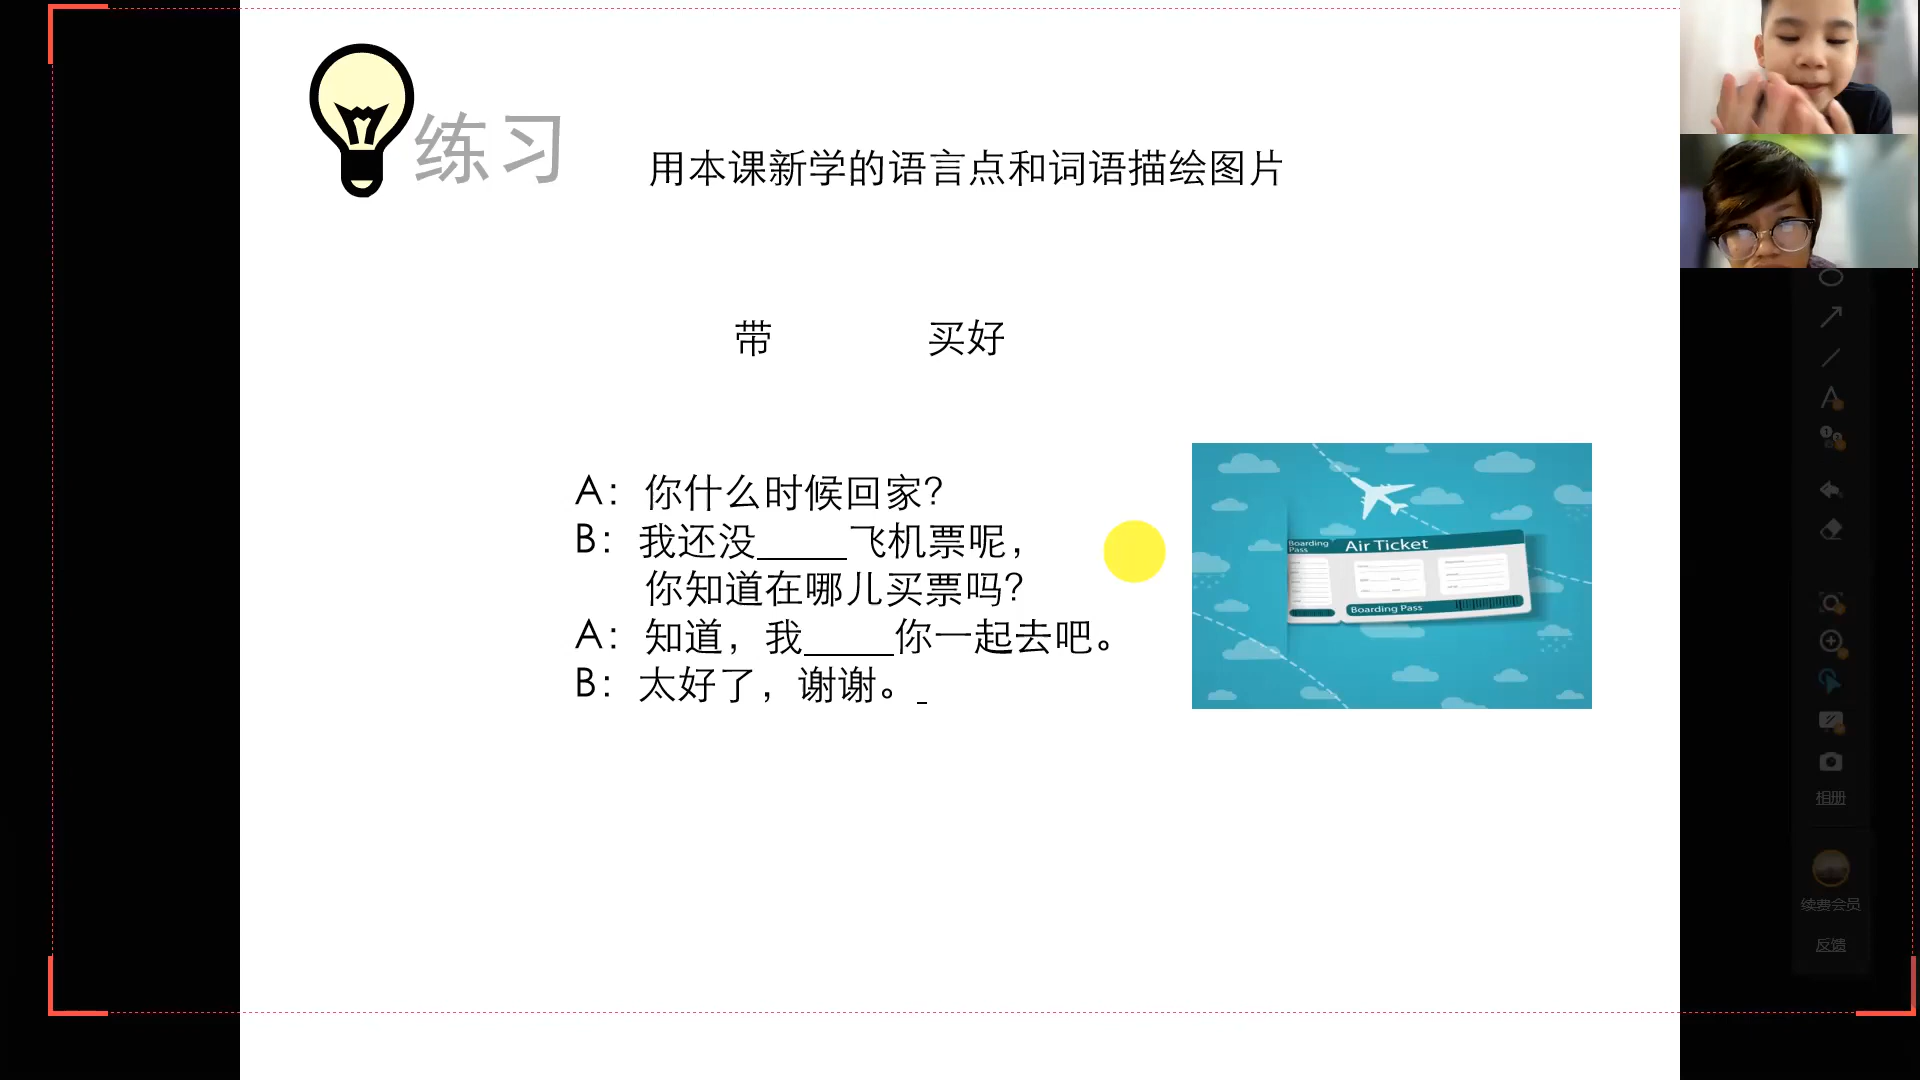 练习
用本课新学的语言点和词语描绘图片
带 买好
A：你什么时候回家？
B：我还没_____飞机票呢，
你知道在哪儿买票吗？
A：知道，我_____你一起去吧。
B：太好了，谢谢。_
Boarding Pass
Air Ticket
Boarding Pass
相册
续费会员
反馈